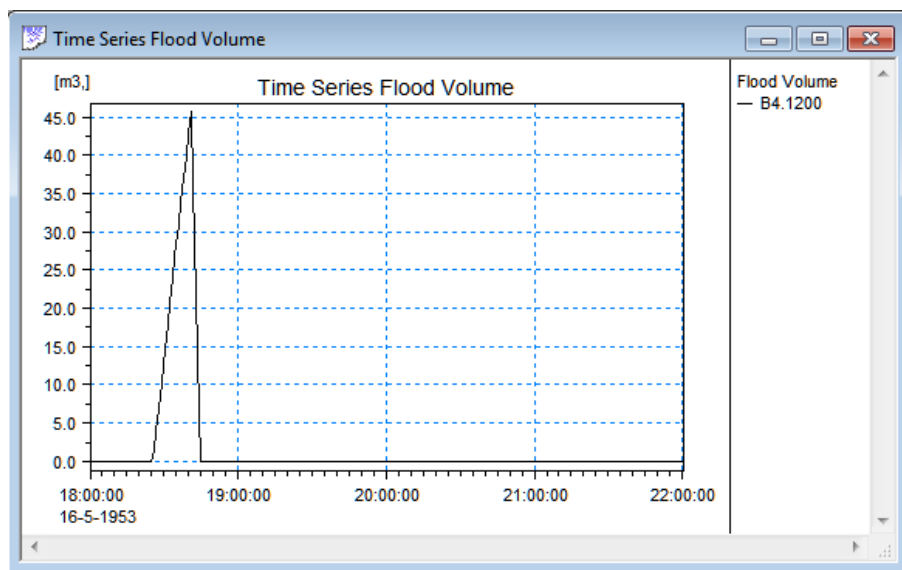 Time Series Flood Volume
[m3,]
Time Series Flood Volume
45.0
40.0
35.0
30.0
25.0
20.0
15.0
10.0
5.0
0.0
18:00:00 19:00:00 20:00:00 21:00:00 22:00:00
16-5-1953
Flood Volume
B4.1200